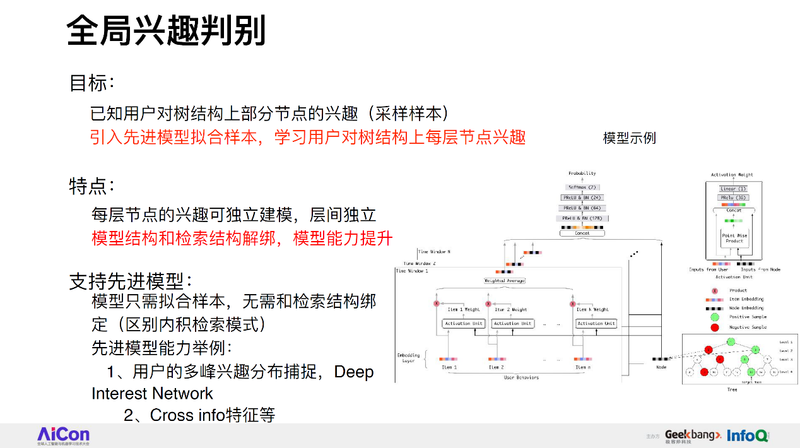 全局兴趣判别
目标：
已知用户对树结构上部分节点的兴趣（采样样本）
引入先进模型拟合样本，学习用户对树结构上每层节点兴趣
特点：
每层节点的兴趣可独立建模，层间独立
模型结构和检索结构解绑，模型能力提升
支持先进模型：
模型只需拟合样本，无需和检索结构绑
定（区别内积检索模式）
先进模型能力举例：
1、用户的多峰兴趣分布捕捉，Deep
Interest Network
2、Cross info特征等
模型示例
Probability
Softmax (2)
PReLU & BN (24)
PReLU & BN (64)
PReLU & BN (128)
Concat
Time Window N
Time Window 2
Time Window 1
Weighted Average
Item 1 Weight
Item 2 Weight
Item k Weight
Activation Unit
Activation Unit
Activation Unit
Embedding
Layer
Item 1
Item 2
Item n
User Behaviors
Node
Activation Weight
Linear (1)
PRelu (36)
Concat
Point Wise
Product
Inputs from User
Inputs from Node
Activation Unit
Product
Item Embedding
Node Embedding
Positive Sample
Negative Sample
Level 1
Level 2
Level 3
Level 4
Tree
AiCon
Geekbang>.
InfoQ